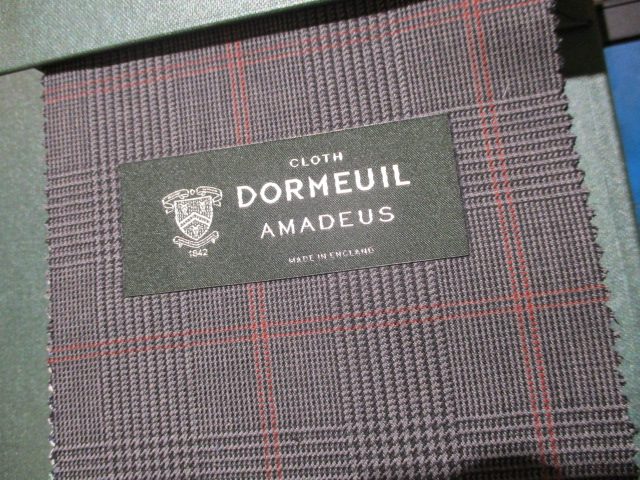 CLOTH
DORMEUIL
AMADEUS
1842
MADE IN ENGLAND